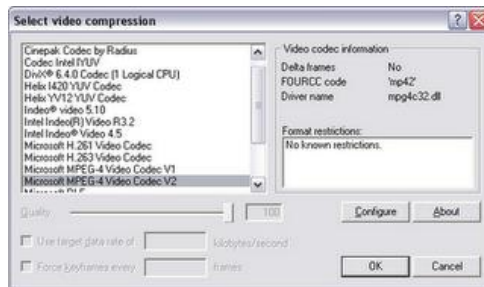 Select video compression
Cinepak Codec by Radius
Codec Intel IYUV
DivX® 6.4.0 Codec (1 Logical CPU)
Helix I420 YUV Codec
Helix YV12 YUV Codec
Indeo® video 5.10
Intel Indeo(R) Video R3.2
Intel Indeo® Video 4.5
Microsoft H.261 Video Codec
Microsoft H.263 Video Codec
Microsoft MPEG-4 Video Codec V1
Microsoft MPEG-4 Video Codec V2
Video codec information
Delta frames No
FOURCC code 'mp42'
Driver name mpg4c32.dll
Format restrictions:
No known restrictions.
Quality 100
Configure About
Use target data rate of kilobytes/second
Force keyframes every frames
OK Cancel